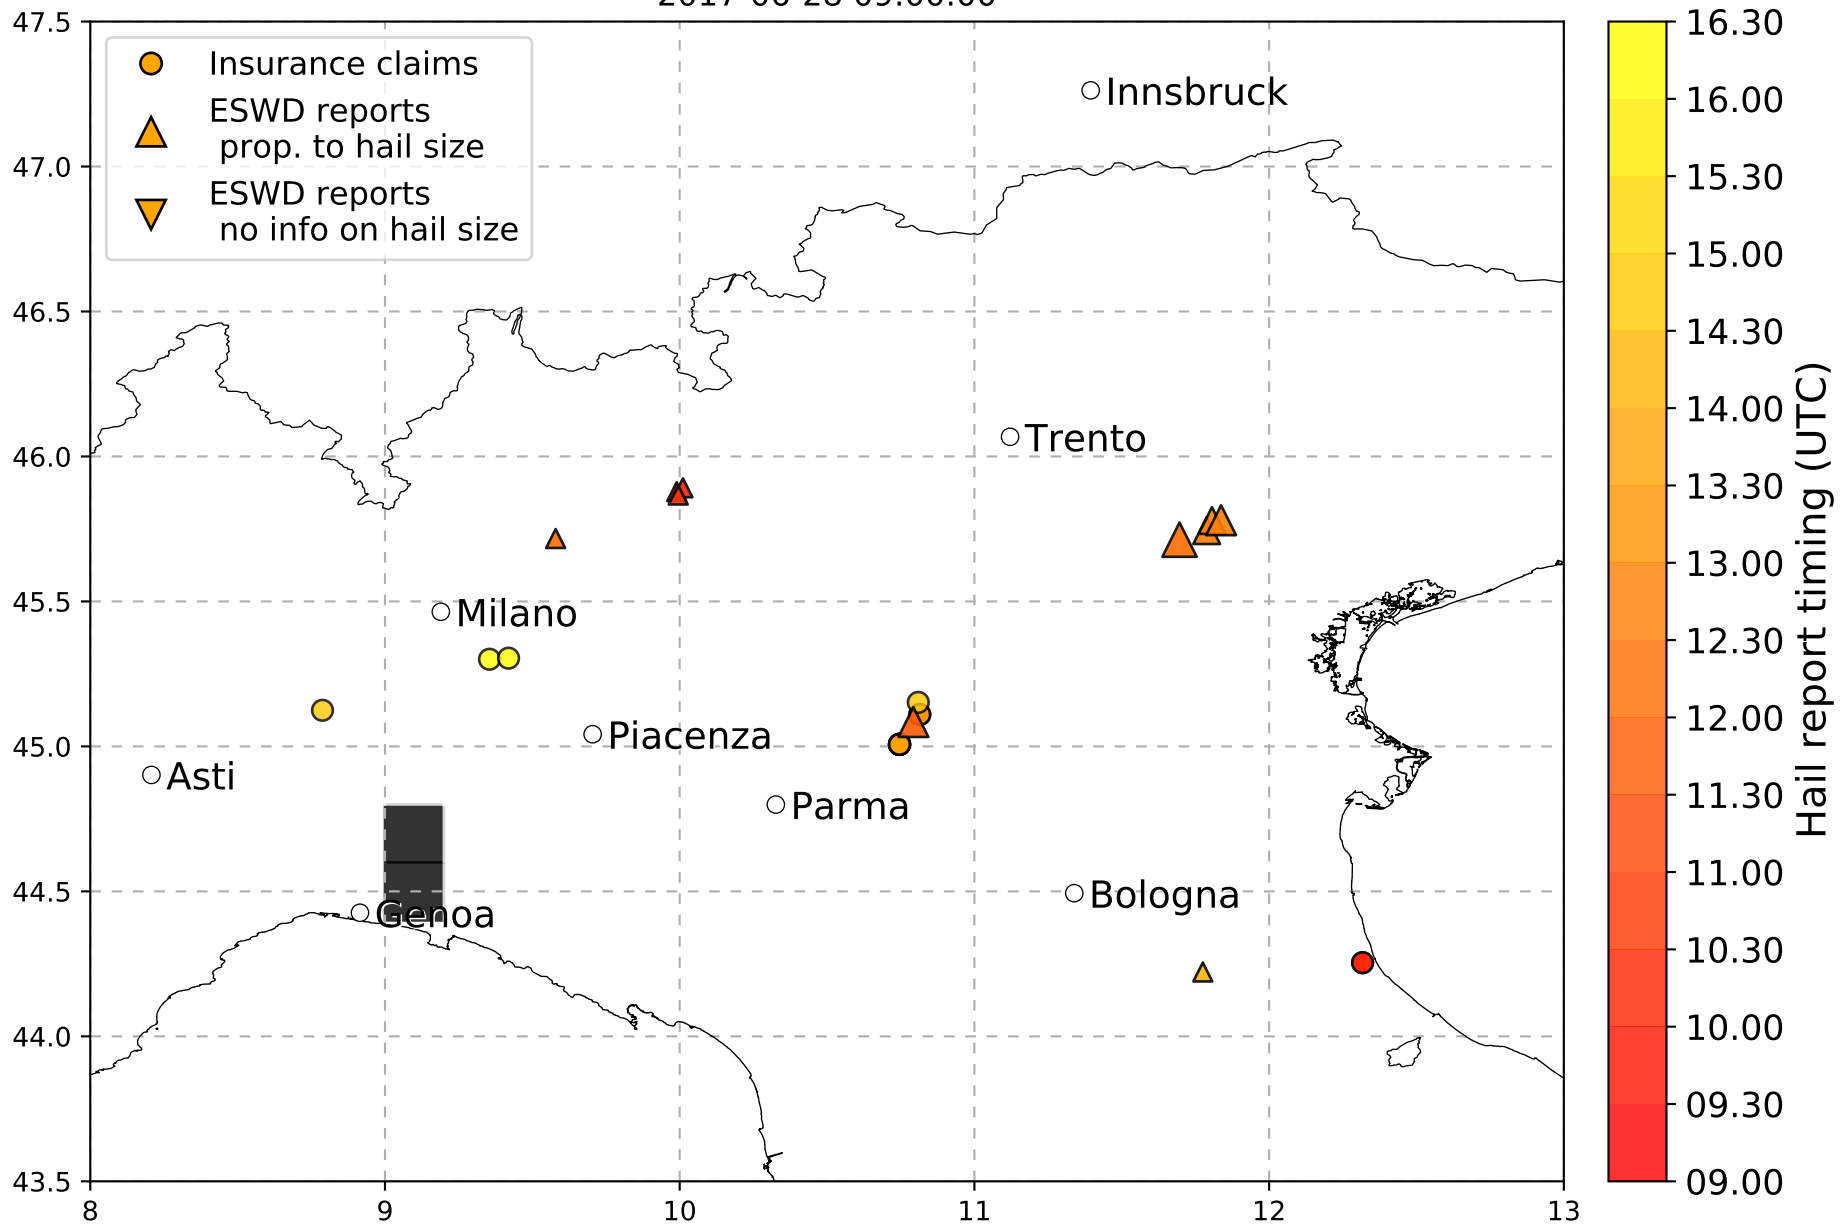 47.5
47.0
46.5
46.0
45.5
45.0
44.5
44.0
43.5
Insurance claims
ESWD reports
prop. to hail size
ESWD reports
no info on hail size
Innsbruck
Trento
Milano
Piacenza
Asti
Parma
Genoa
Bologna
8
9
10
11
12
13
16.30
16.00
15.30
15.00
14.30
14.00
13.30
13.00
12.30
12.00
11.30
11.00
10.30
10.00
09.30
09.00
Hail report timing (UTC)